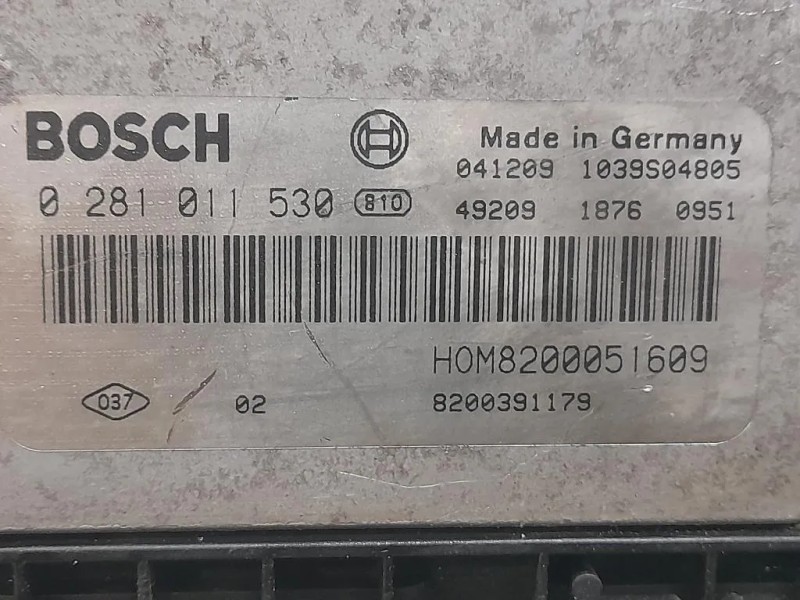 BOSCH
Made in Germany
041209 1039S04805
0 281 011 530 810
49209 1876 0951
HOM8200051609
037 02 8200391179